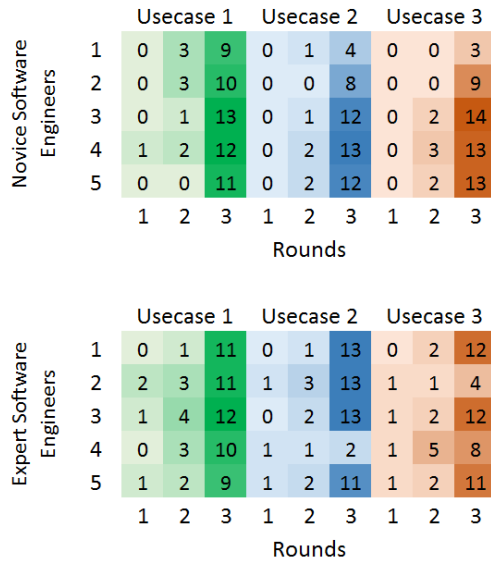 Usecase 1 Usecase 2 Usecase 3
Novice Software
Engineers
1 0 3 9 0 1 4 0 0 3
2 0 3 10 0 0 8 0 0 9
3 0 1 13 0 1 12 0 2 14
4 1 2 12 0 2 13 0 3 13
5 0 0 11 0 2 12 0 2 13
1 2 3 1 2 3 1 2 3
Rounds
Usecase 1 Usecase 2 Usecase 3
Expert Software
Engineers
1 0 1 11 0 1 13 0 2 12
2 2 3 11 1 3 13 1 1 4
3 1 4 12 0 2 13 1 2 12
4 0 3 10 1 1 2 1 5 8
5 1 2 9 1 2 11 1 2 11
1 2 3 1 2 3 1 2 3
Rounds